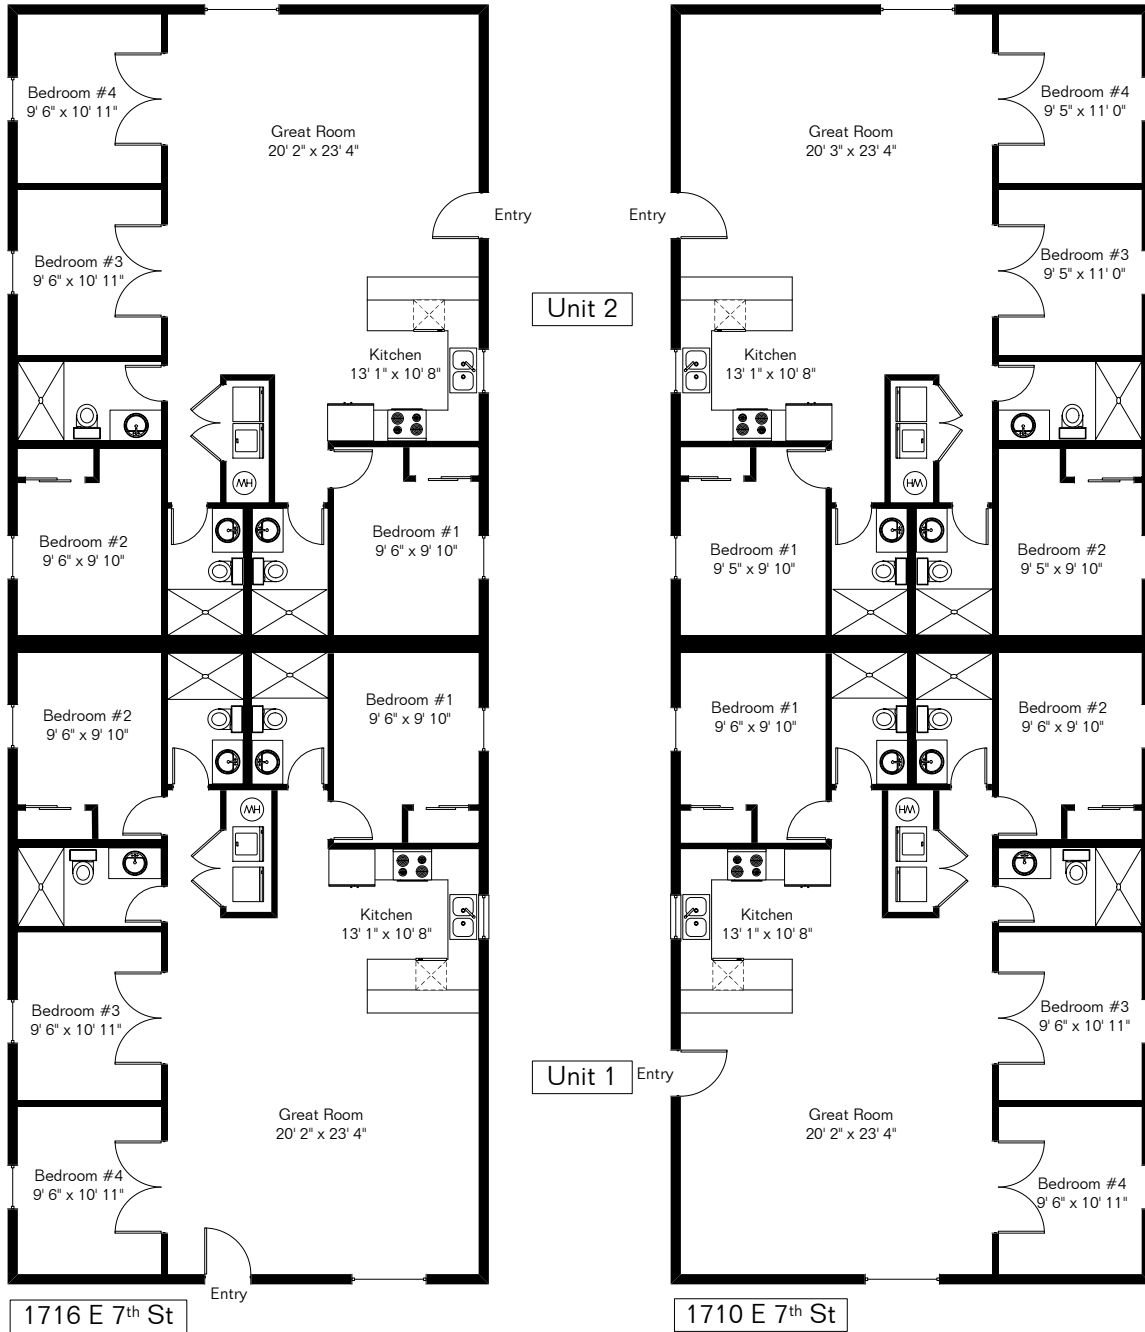 Bedroom #4
9' 6" x 10' 11"
Great Room
20' 2" x 23' 4"
Entry
Bedroom #3
9' 6" x 10' 11"
Kitchen
13' 1" x 10' 8"
HW
Bedroom #2
9' 6" x 9' 10"
Bedroom #1
9' 6" x 9' 10"
Great Room
20' 3" x 23' 4"
Bedroom #4
9' 5" x 11' 0"
Entry
Bedroom #3
9' 5" x 11' 0"
Unit 2
Kitchen
13' 1" x 10' 8"
HW
Bedroom #1
9' 5" x 9' 10"
Bedroom #2
9' 5" x 9' 10"
Bedroom #2
9' 6" x 9' 10"
Bedroom #1
9' 6" x 9' 10"
HW
Kitchen
13' 1" x 10' 8"
Bedroom #3
9' 6" x 10' 11"
Great Room
20' 2" x 23' 4"
Bedroom #4
9' 6" x 10' 11"
Entry
1716 E 7th St
Bedroom #1
9' 6" x 9' 10"
Bedroom #2
9' 6" x 9' 10"
HW
Kitchen
13' 1" x 10' 8"
Bedroom #3
9' 6" x 10' 11"
Unit 1
Entry
Great Room
20' 2" x 23' 4"
Bedroom #4
9' 6" x 10' 11"
1710 E 7th St